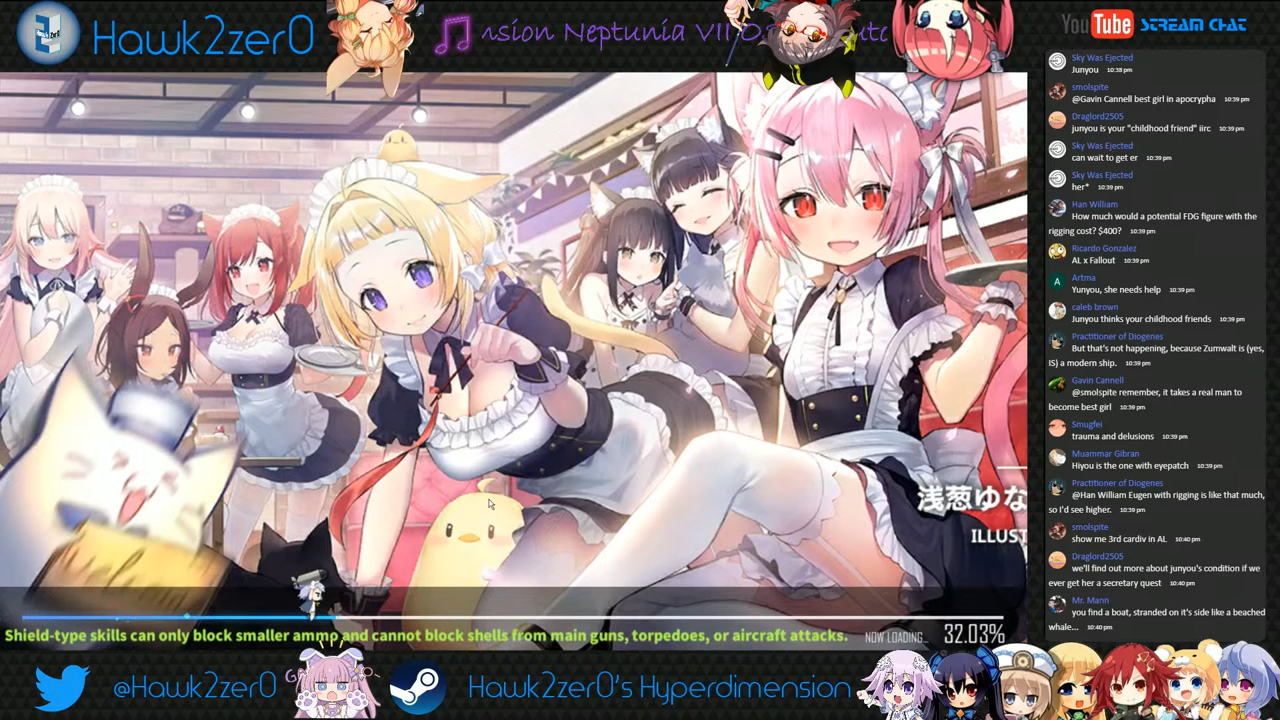 Hawk2zer0
nsion Neptunia VII O
YouTube STREAM CHAT
Sky Was Ejected
Junyou 10:38 pm
smolspite
@Gavin Cannell best girl in apocrypha 10:39 pm
Draglord2505
junyou is your "childhood friend" iirc 10:39 pm
Sky Was Ejected
can wait to get er 10:39 pm
Sky Was Ejected
her* 10:39 pm
Han William
How much would a potential FDG figure with the
rigging cost? $400? 10:39 pm
Ricardo Gonzalez
AL x Fallout 10:39 pm
A
Artma
Yunyou, she needs help 10:39 pm
caleb brown
Junyou thinks your childhood friends 10:39 pm
Practitioner of Diogenes
But that's not happening, because Zumwalt is (yes,
IS) a modern ship. 10:39 pm
Gavin Cannell
@smolspite remember, it takes a real man to
become best girl 10:39 pm
Smugfei
trauma and delusions 10:39 pm
Muammar Gibran
Hiyou is the one with eyepatch 10:39 pm
Practitioner of Diogenes
@Han William Eugen with rigging is like that much,
so I'd see higher. 10:39 pm
smolspite
show me 3rd cardiv in AL 10:40 pm
Draglord2505
we'll find out more about junyou's condition if we
ever get her a secretary quest 10:40 pm
Mr. Mann
you find a boat, stranded on it's side like a beached
whale... 10:40 pm
浅葱ゆな
ILLUST
Shield-type skills can only block smaller ammo and cannot block shells from main guns, torpedoes, or aircraft attacks.
NOW LOADING... 32.03%
@Hawk2zer0
Hawk2zer0's Hyperdimension